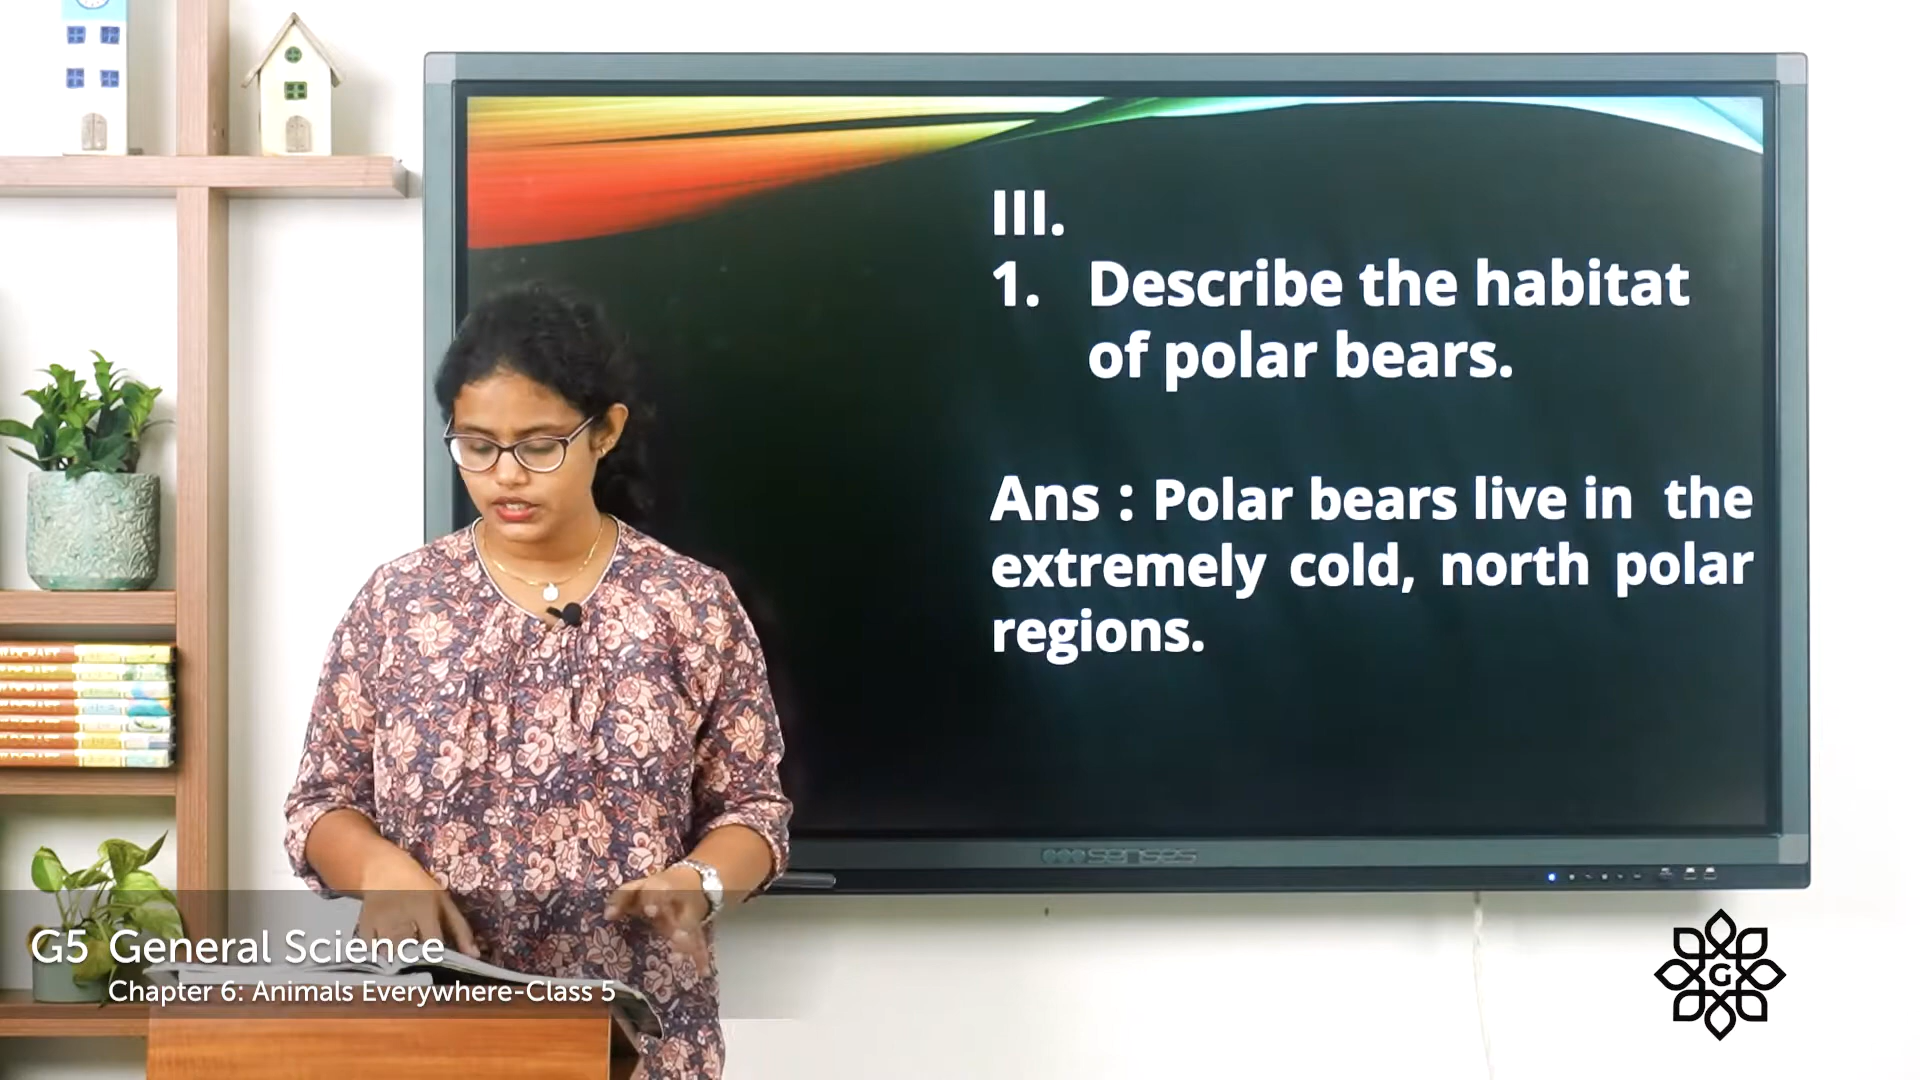 III.
1. Describe the habitat
of polar bears.
Ans : Polar bears live in the
extremely cold, north polar
regions.
senses
G5 General Science
Chapter 6: Animals Everywhere-Class 5
G